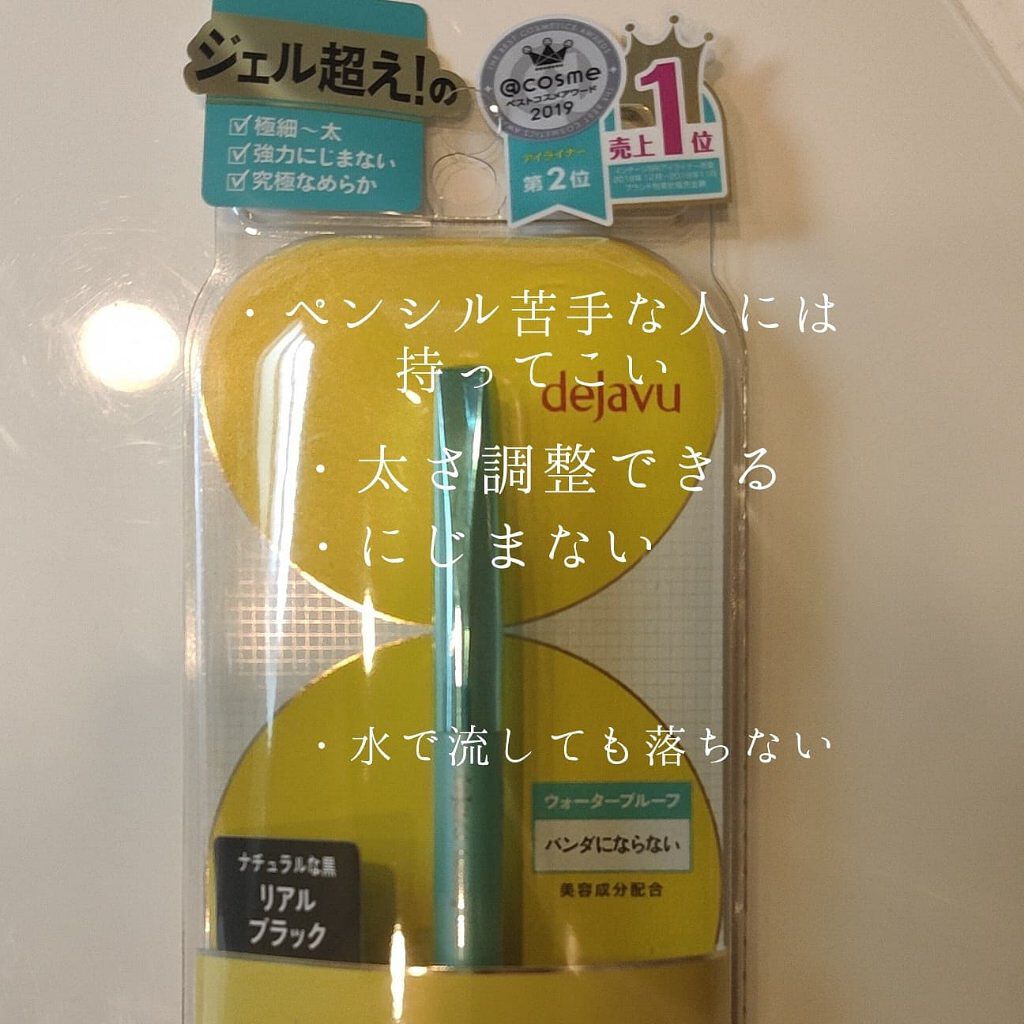 ジェル超え!の
極細〜太
強力にじまない
究極なめらか
@cosme
ベストコスメアワード
2019
アイライナー
第2位
売上1位
・ペンシル苦手な人には
持ってこい
dejavu
・太さ調整できる
・にじまない
・水で流しても落ちない
ウォータープルーフ
パンダにならない
美容成分配合
ナチュラルな黒
リアル
ブラック